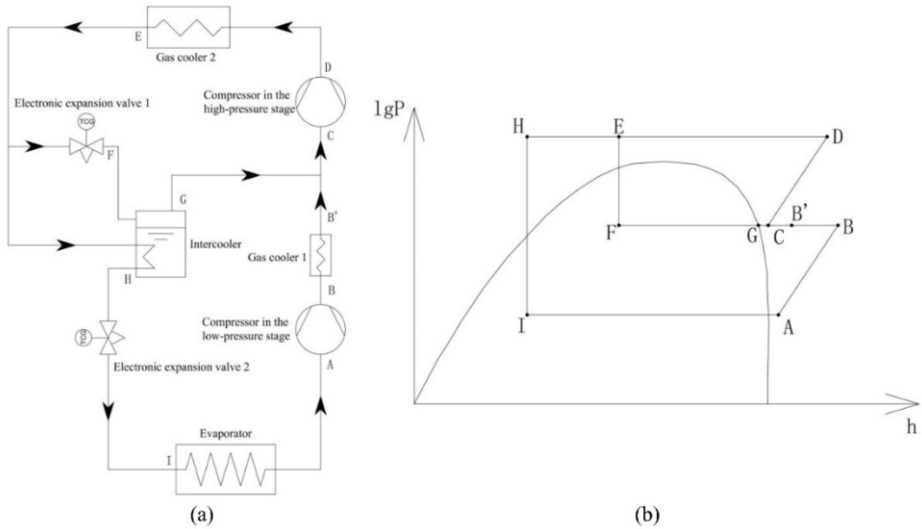 E
Gas cooler 2
D
Electronic expansion valve 1
Compressor in the
high-pressure stage
TCG
F
C
G
B'
Intercooler
Gas cooler 1
H
B
Compressor in the
low-pressure stage
TCG
A
Electronic expansion valve 2
Evaporator
I
(a)
lgP
H
E
D
F
G
C
B'
B
I
A
h
(b)